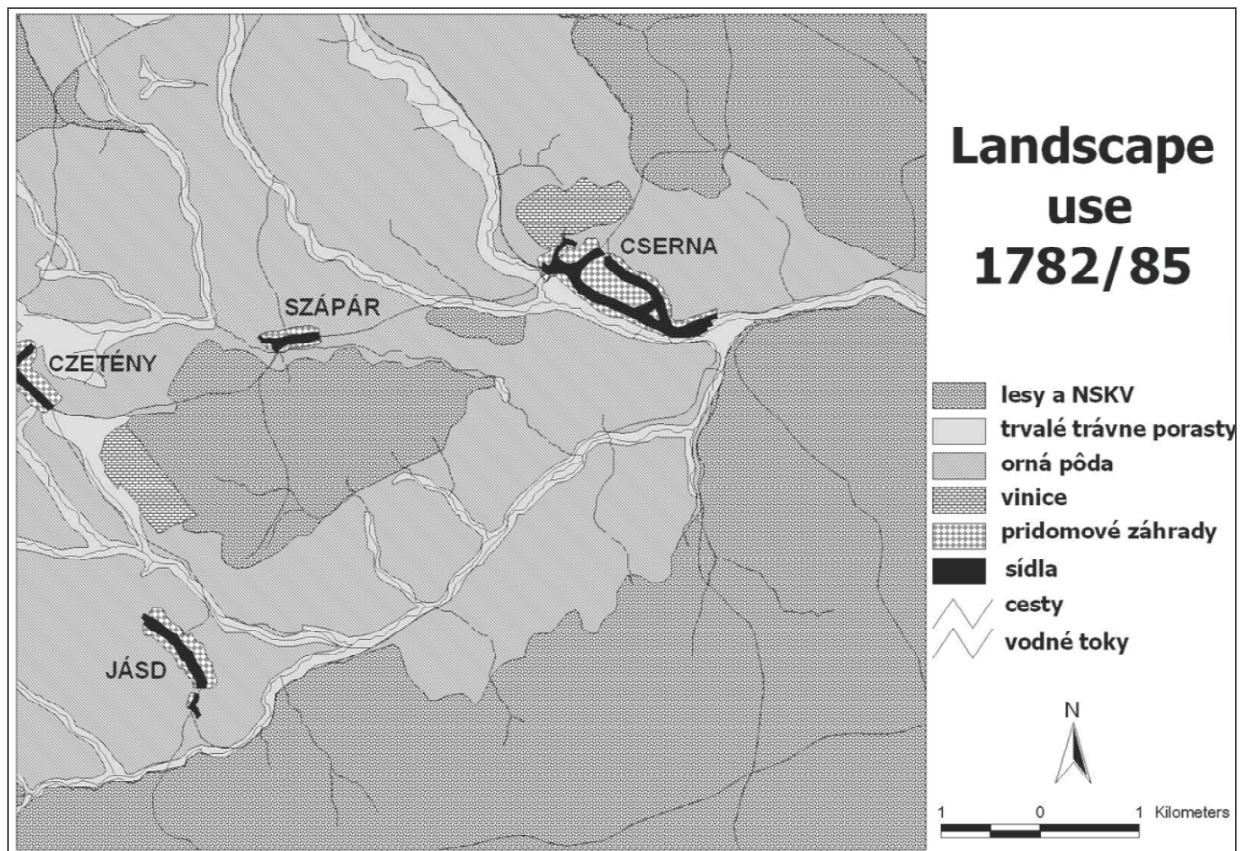 Landscape
use
1782/85
CSERNA
SZÁPÁR
CZETÉNY
JÁSD
lesy a NSKV
trvalé trávne porasty
orná pôda
vinice
pridomové záhrady
sídla
cesty
vodné toky
N
1 0 1 Kilometers